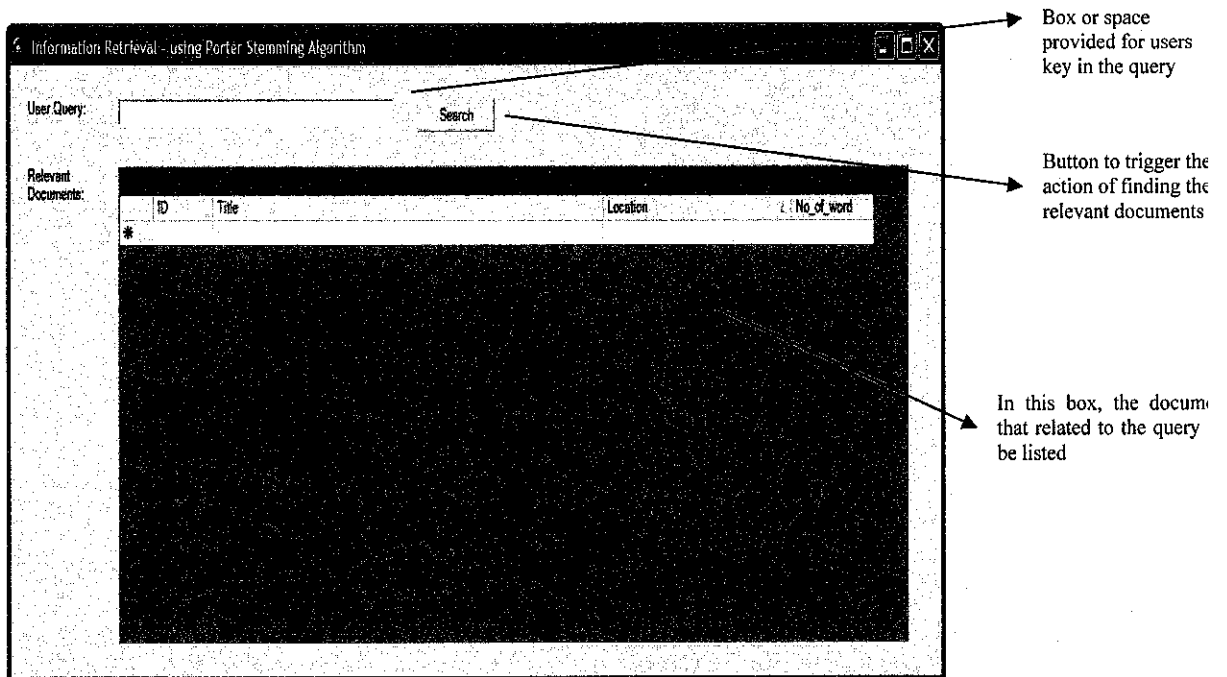 Information Retrieval - using Porter Stemming Algorithm
User Query:
Search
Relevant
Documents:
ID Title Location No_of_word
*
Box or space
provided for users
key in the query
Button to trigger the
action of finding the
relevant documents
In this box, the docume
that related to the query
be listed